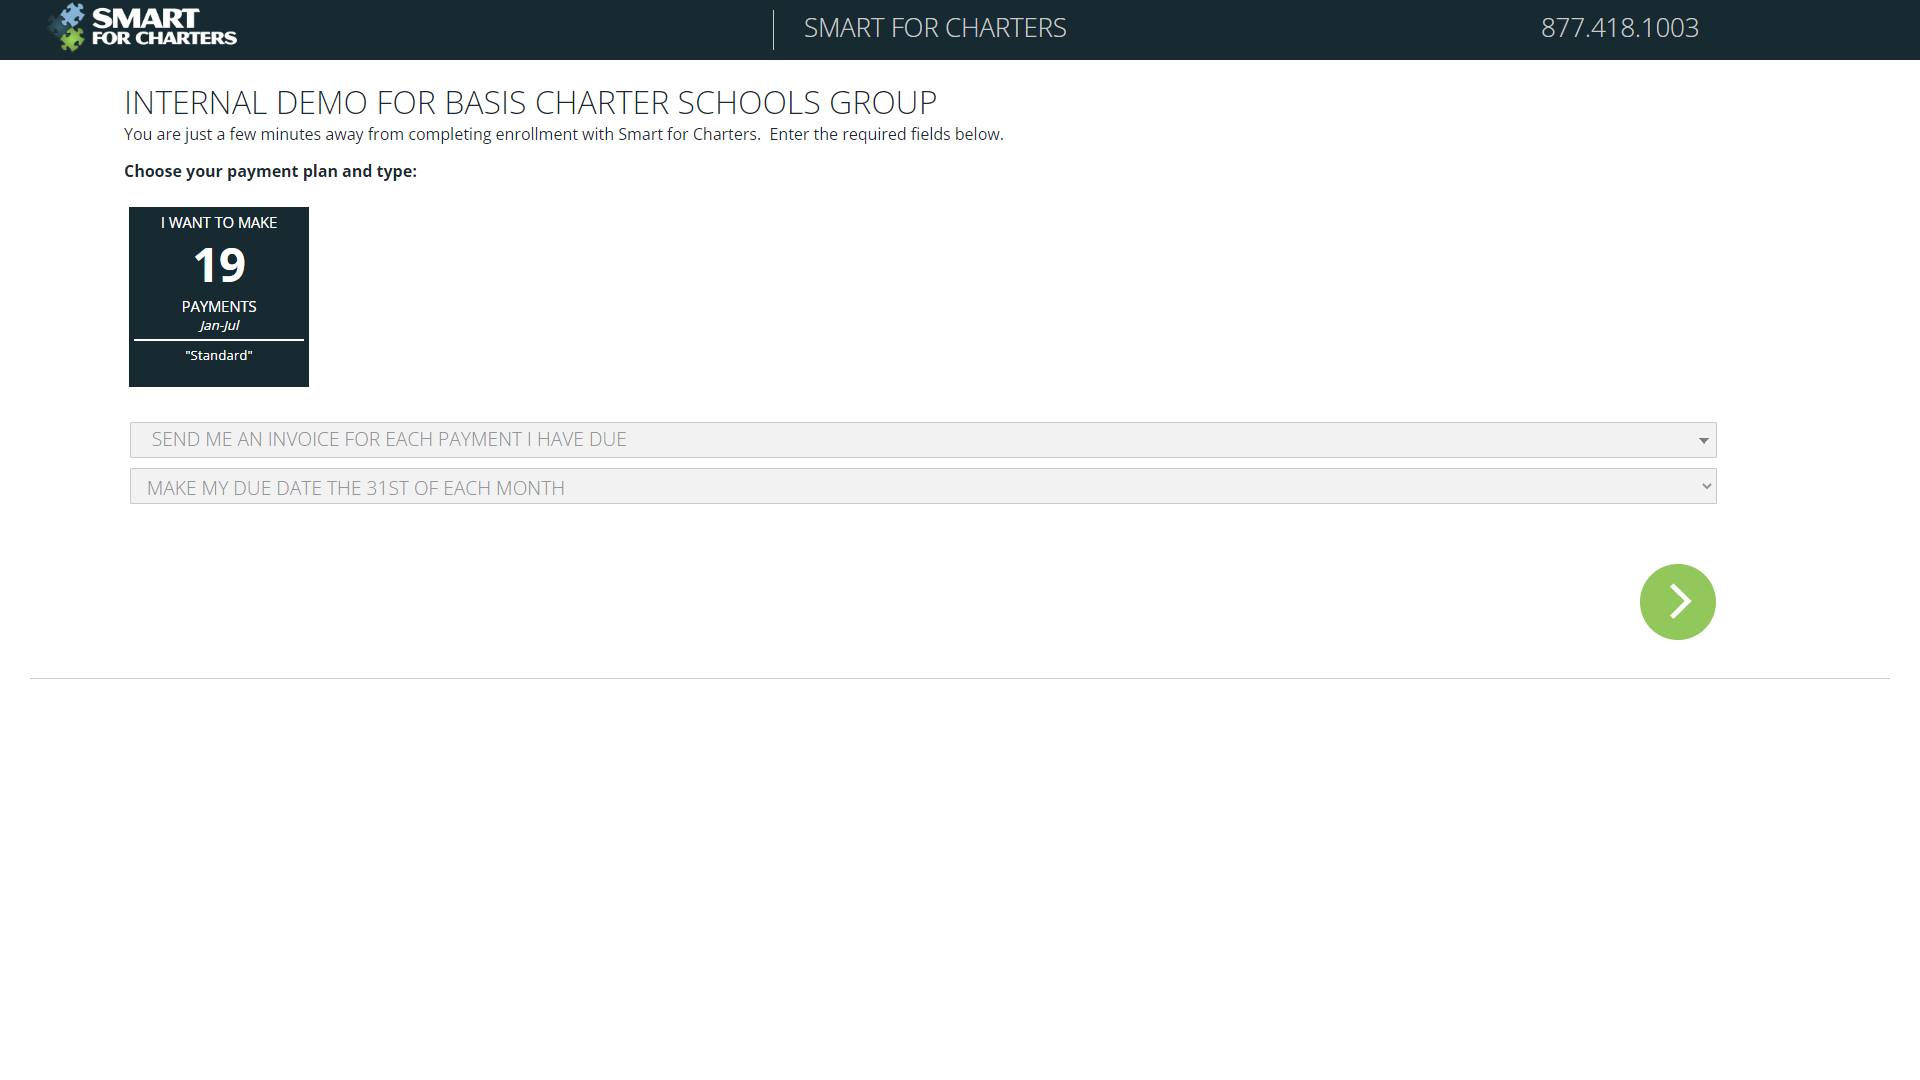 SMART
FOR CHARTERS
SMART FOR CHARTERS
877.418.1003
INTERNAL DEMO FOR BASIS CHARTER SCHOOLS GROUP
You are just a few minutes away from completing enrollment with Smart for Charters.  Enter the required fields below.
Choose your payment plan and type:
I WANT TO MAKE
19
PAYMENTS
Jan-Jul
"Standard"
SEND ME AN INVOICE FOR EACH PAYMENT I HAVE DUE
MAKE MY DUE DATE THE 31ST OF EACH MONTH